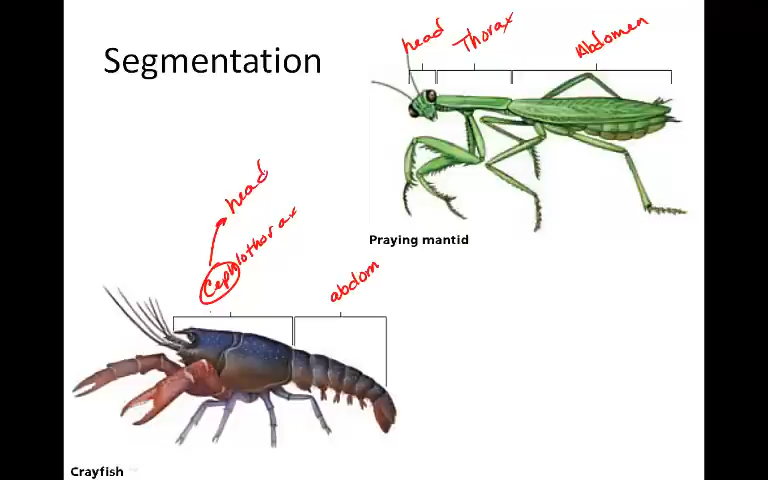 Segmentation
head
Thorax
Abdomen
Praying mantid
head
Cephlothorax
abdom
Crayfish